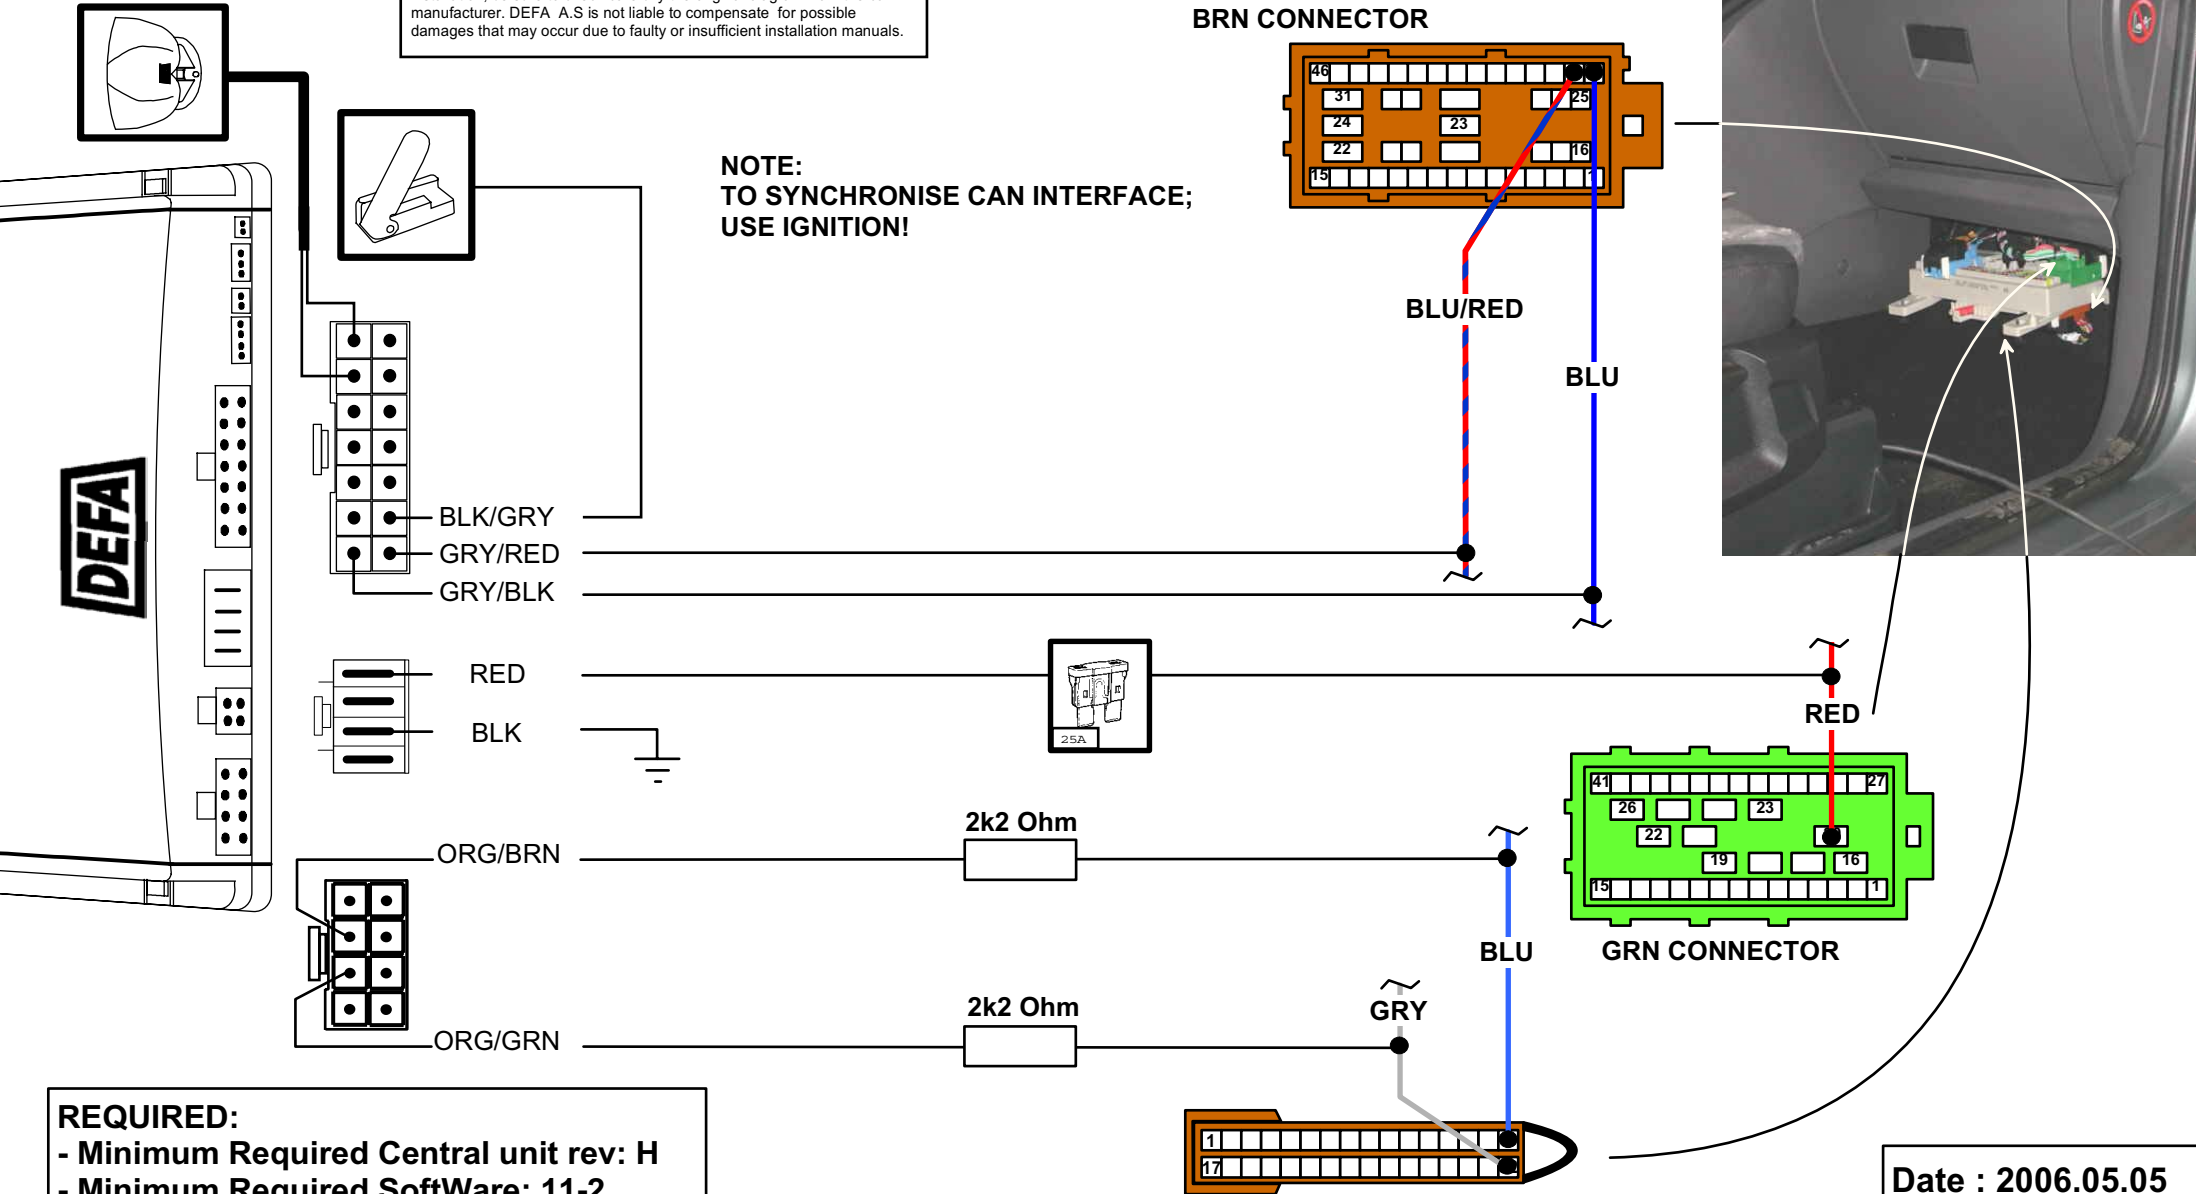 manufacturer. DEFA A.S is not liable to compensate for possible
damages that may occur due to faulty or insufficient installation manuals.
BRN CONNECTOR
46
31
25
24
23
22
16
15
1
NOTE:
TO SYNCHRONISE CAN INTERFACE;
USE IGNITION!
BLU/RED
BLU
DEFA
BLK/GRY
GRY/RED
GRY/BLK
RED
25A
RED
BLK
41
27
26
23
22
19
16
15
1
GRN CONNECTOR
2k2 Ohm
ORG/BRN
BLU
2k2 Ohm
GRY
ORG/GRN
1
17
REQUIRED:
- Minimum Required Central unit rev: H
- Minimum Required SoftWare: 11-2
Date : 2006.05.05